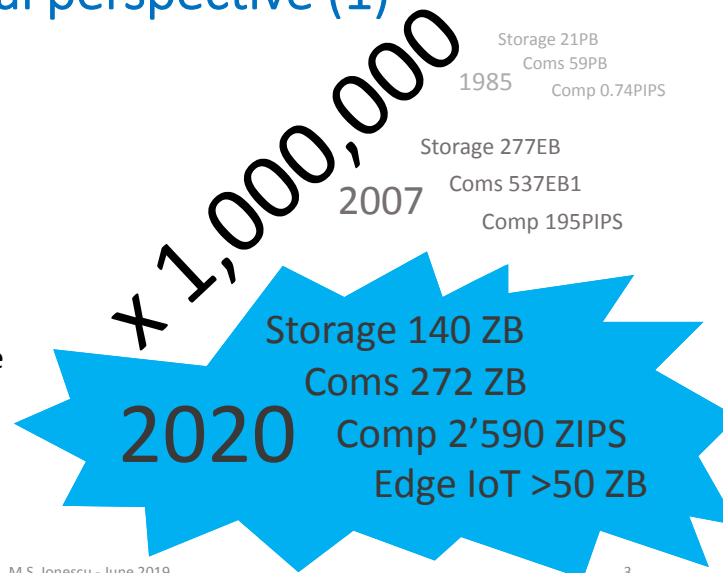 perspective (1)
Storage 21PB
Coms 59PB
1985
Comp 0.74PIPS
x 1,000,000
Storage 277EB
2007
Coms 537EB1
Comp 195PIPS
Storage 140 ZB
Coms 272 ZB
2020
Comp 2’590 ZIPS
Edge IoT >50 ZB
M.S. Ionescu - June 2019
3